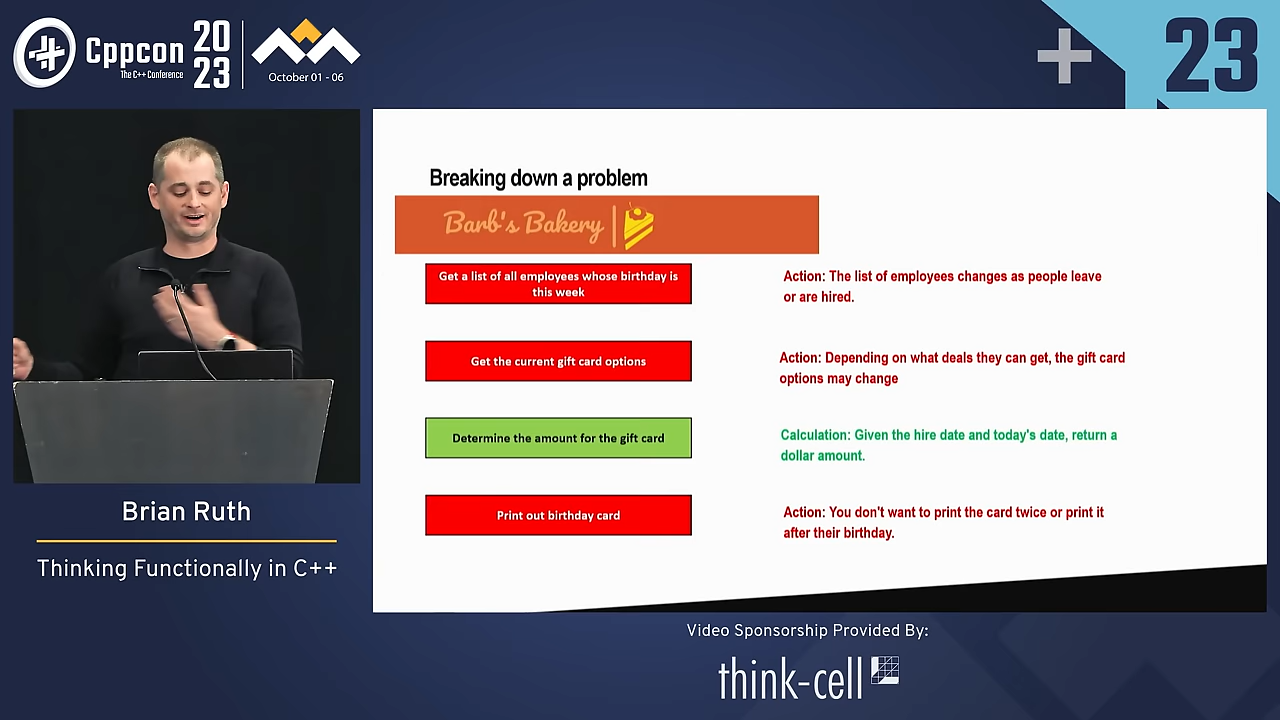 Cppcon
The C++ Conference
20
23
October 01 - 06
23
Breaking down a problem
Barb's Bakery
Get a list of all employees whose birthday is
this week
Action: The list of employees changes as people leave
or are hired.
Get the current gift card options
Action: Depending on what deals they can get, the gift card
options may change
Determine the amount for the gift card
Calculation: Given the hire date and today's date, return a
dollar amount.
Print out birthday card
Action: You don't want to print the card twice or print it
after their birthday.
Brian Ruth
Thinking Functionally in C++
Video Sponsorship Provided By:
think-cell